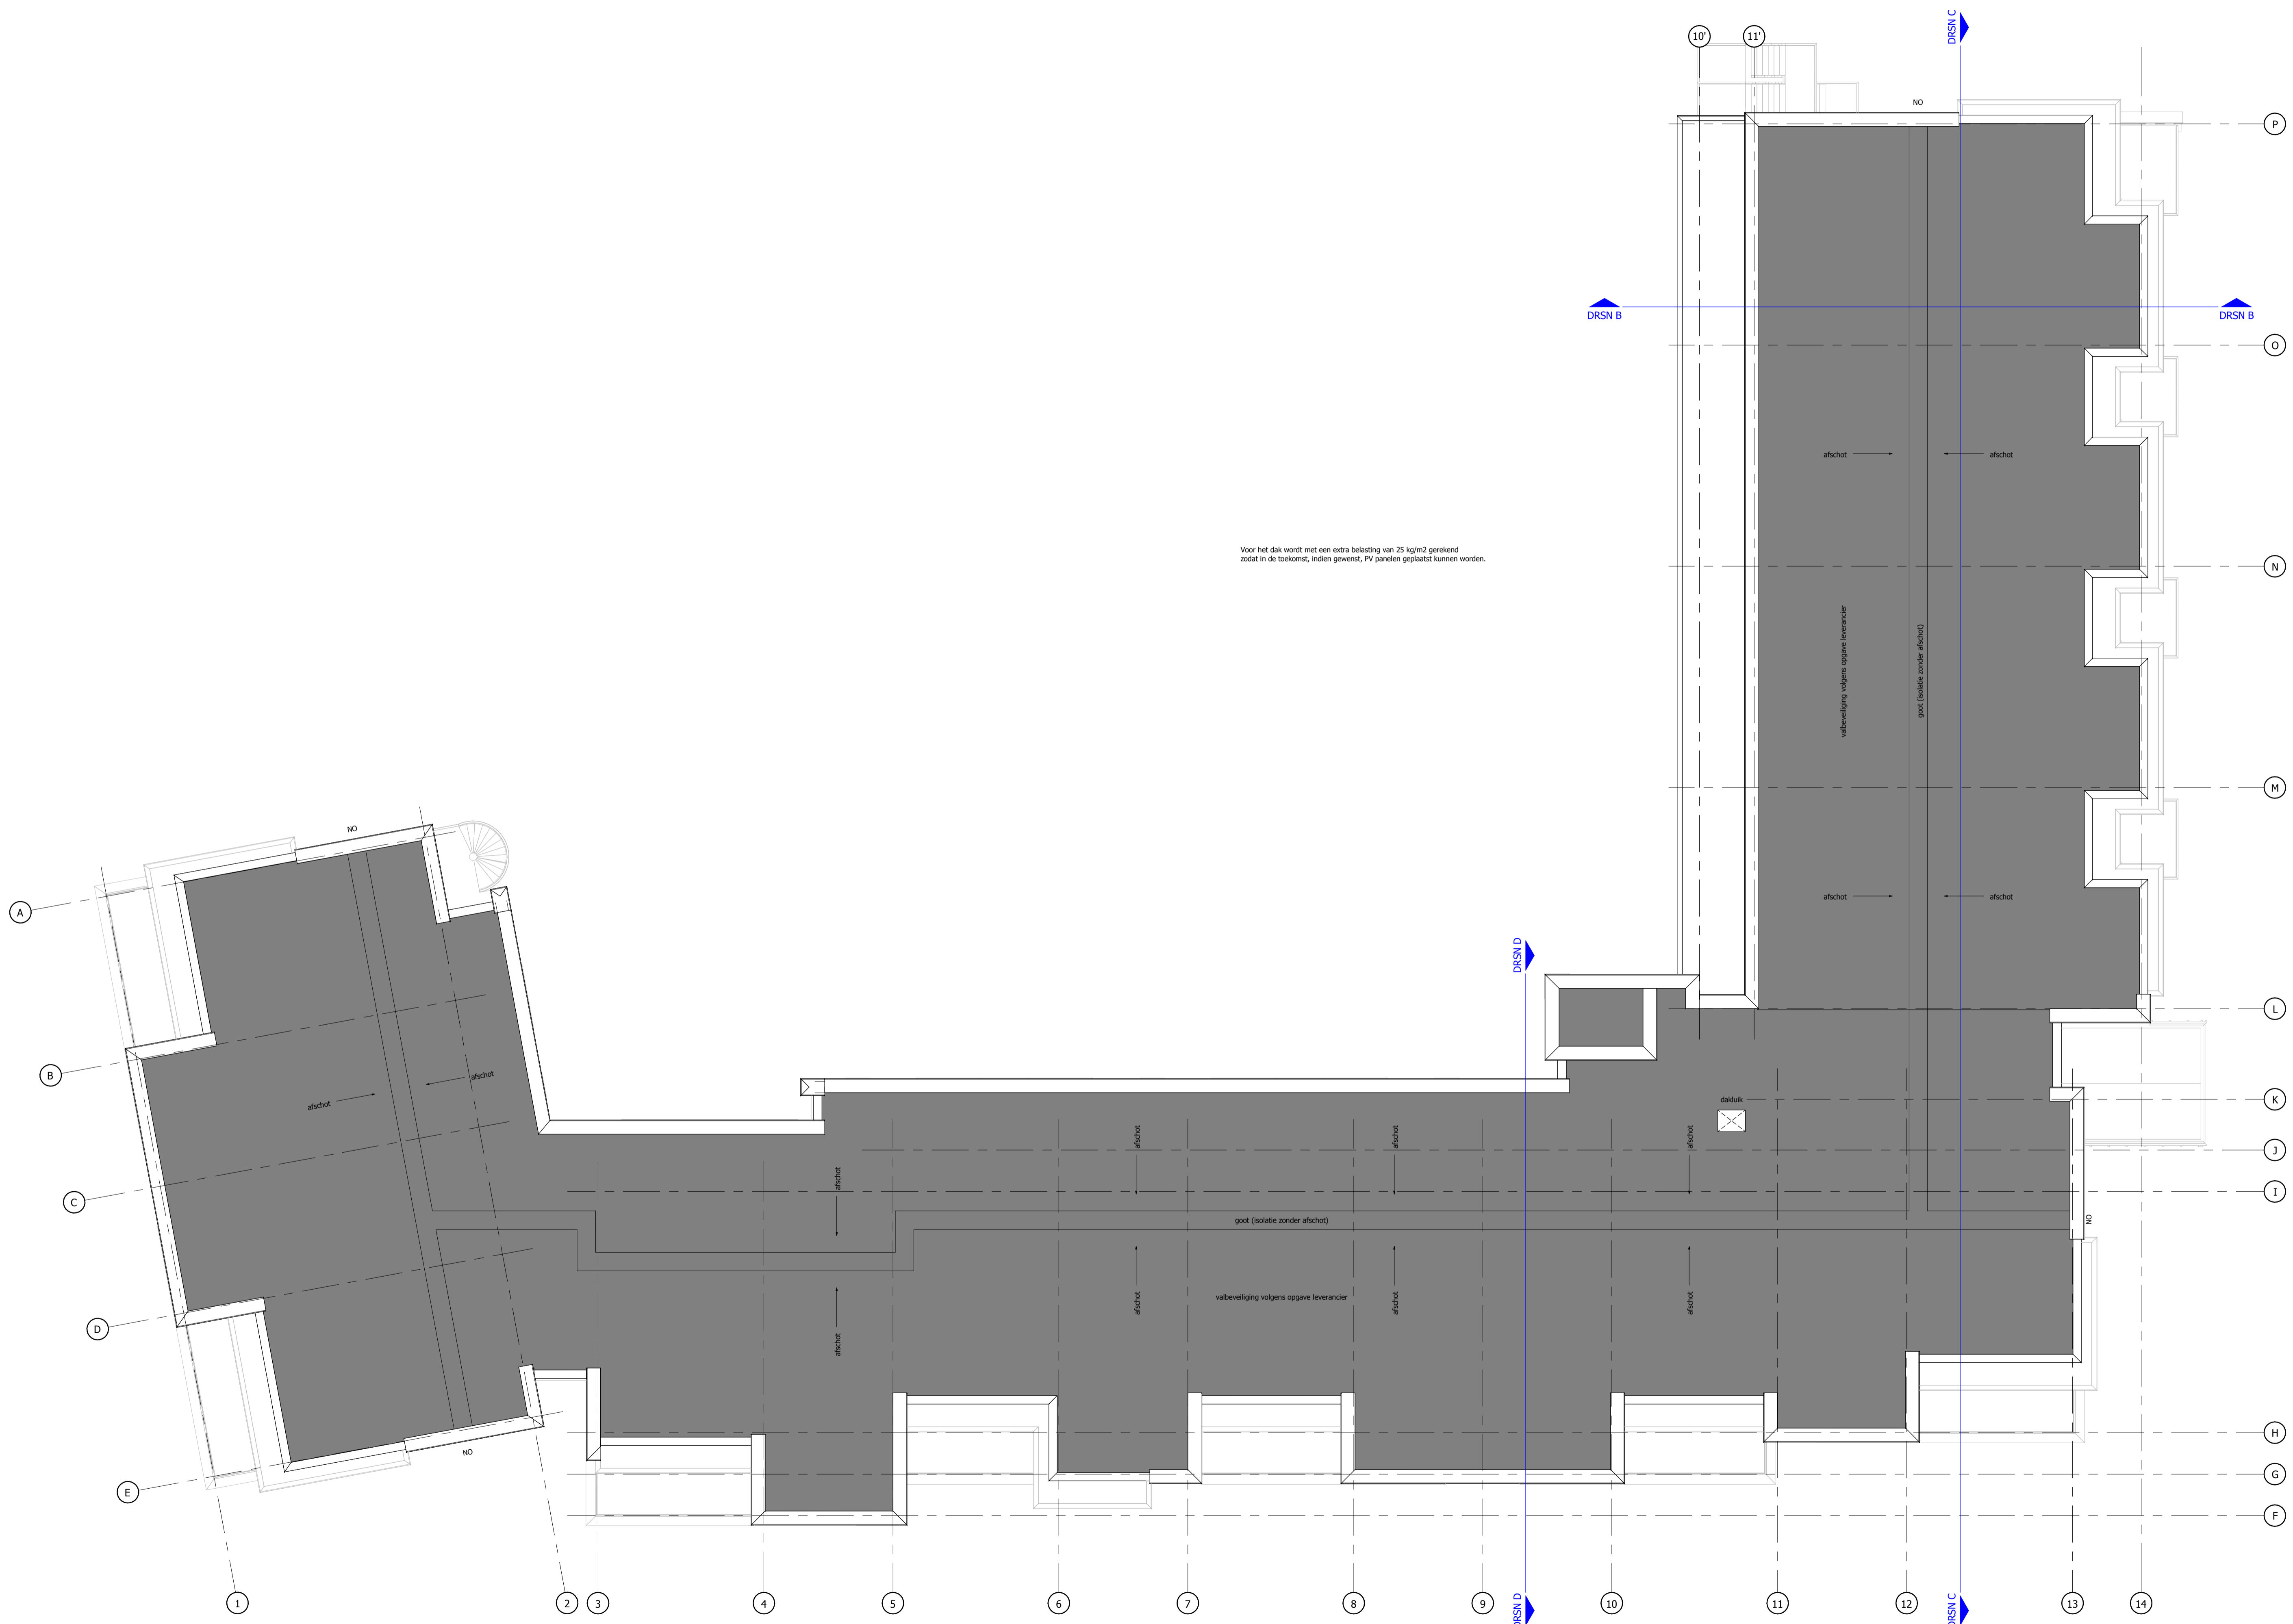 DRSN C
10'
11'
NO
P
DRSN B
DRSN B
O
afschot
afschot
Voor het dak wordt met een extra belasting van 25 kg/m2 gerekend
zodat in de toekomst, indien gewenst, PV panelen geplaatst kunnen worden.
N
valbeveiliging volgens opgave leverancier
goot (isolatie zonder afschot)
M
NO
afschot
afschot
A
DRSN D
L
B
afschot
afschot
dakluik
K
afschot
afschot
afschot
J
afschot
I
C
goot (isolatie zonder afschot)
NO
valbeveiliging volgens opgave leverancier
afschot
afschot
afschot
afschot
D
H
NO
G
E
F
1
2
3
4
5
6
7
8
9
10
11
12
13
14
DRSN D
DRSN C